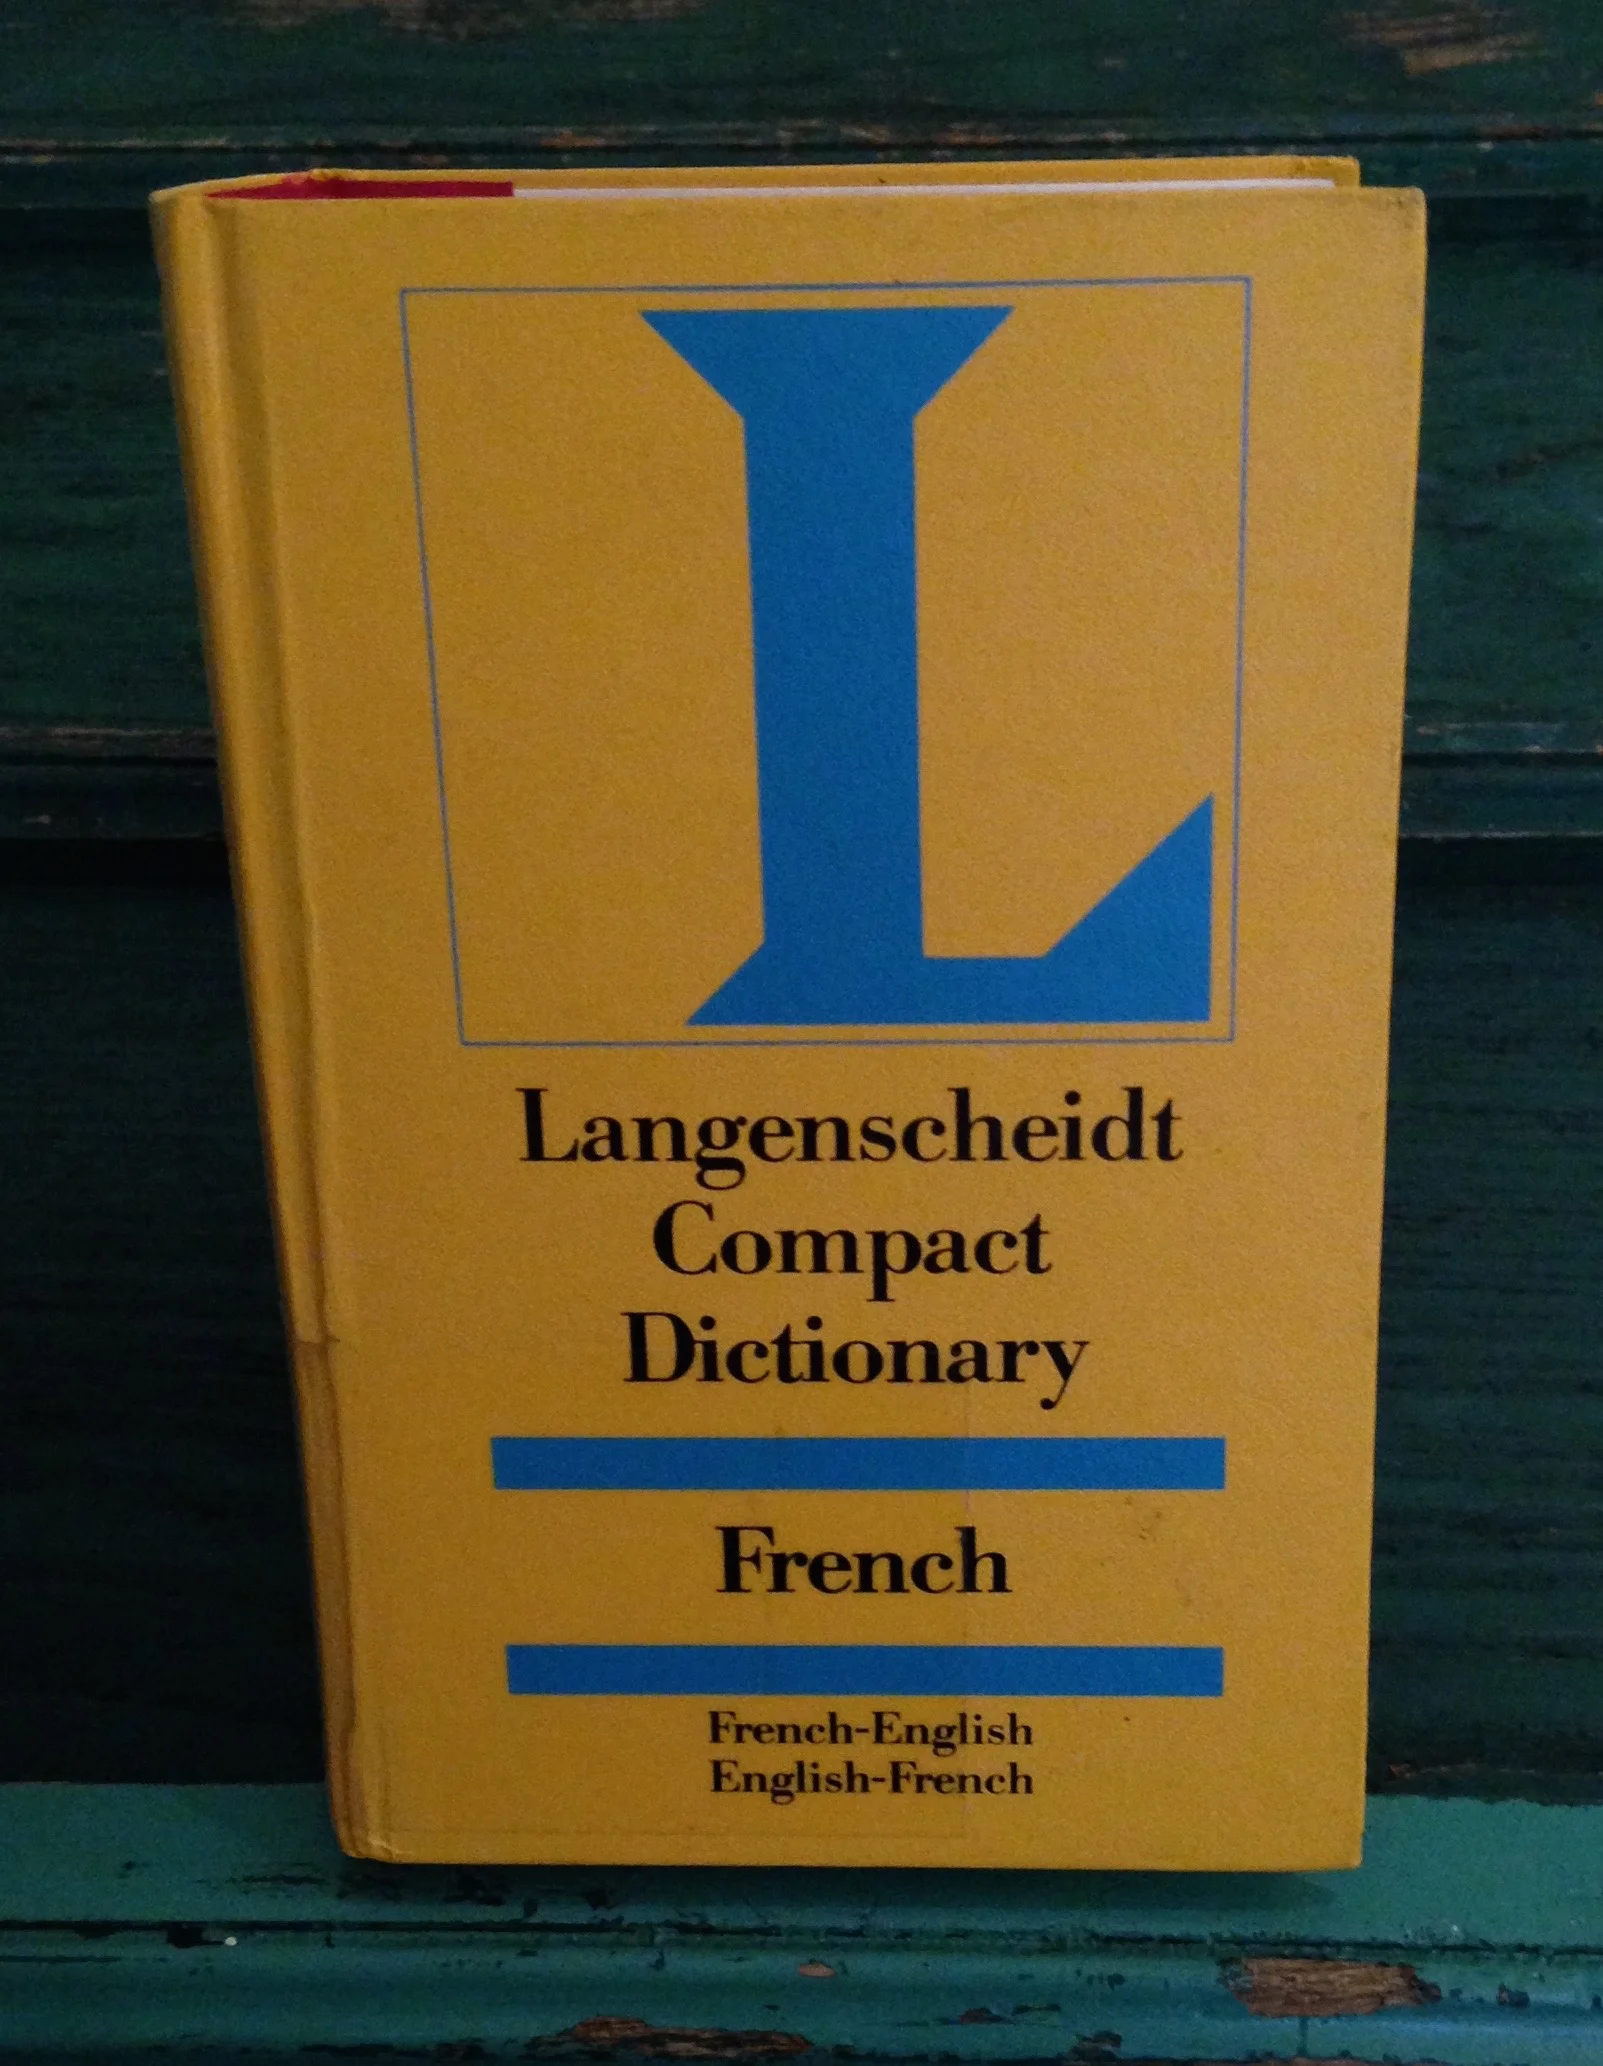 L
Langenscheidt
Compact
Dictionary
French
French-English
English-French